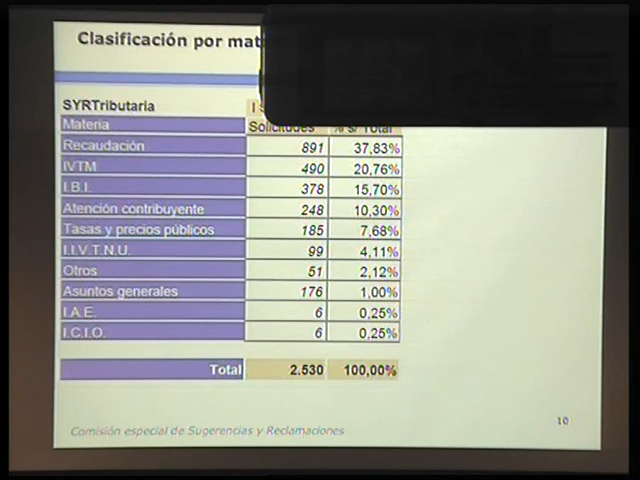 Clasificación por mat
SYRTributaria I S
Materia Solicitudes % s/ Total
Recaudación 891 37,83%
IVTM 490 20,76%
I.B.I. 378 15,70%
Atención contribuyente 248 10,30%
Tasas y precios públicos 185 7,68%
I.I.V.T.N.U. 99 4,11%
Otros 51 2,12%
Asuntos generales 176 1,00%
I.A.E. 6 0,25%
I.C.I.O. 6 0,25%
Total 2.530 100,00%
Comisión especial de Sugerencias y Reclamaciones
10